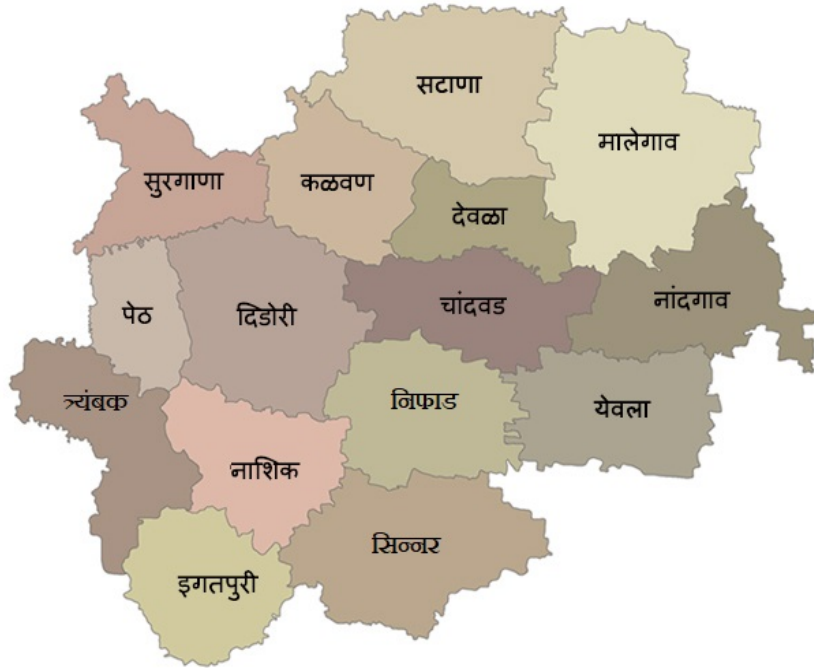 सटाणा
मालेगाव
सुरगाणा
कळवण
देवळा
पेठ
दिडोरी
चांदवड
नांदगाव
त्र्यंबक
निफाड
येवला
नाशिक
सिन्नर
इगतपुरी